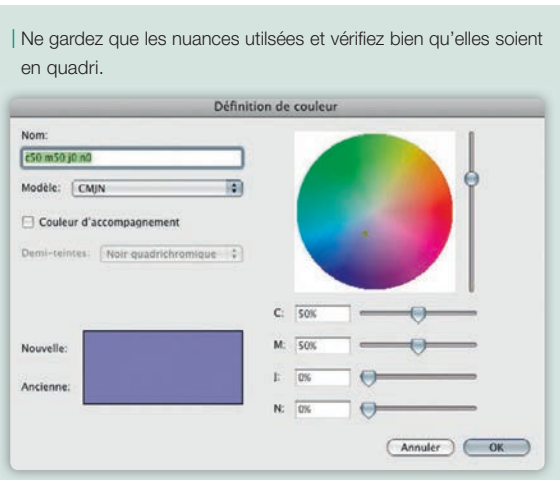 Ne gardez que les nuances utilsées et vérifiez bien qu'elles soient
en quadri.
Définition de couleur
Nom:
c50 m50 j0 n0
Modèle: CMJN
Couleur d'accompagnement
Demi-teintes: Noir quadrichromique
C: 50%
M: 50%
J: 0%
N: 0%
Nouvelle:
Ancienne:
Annuler OK